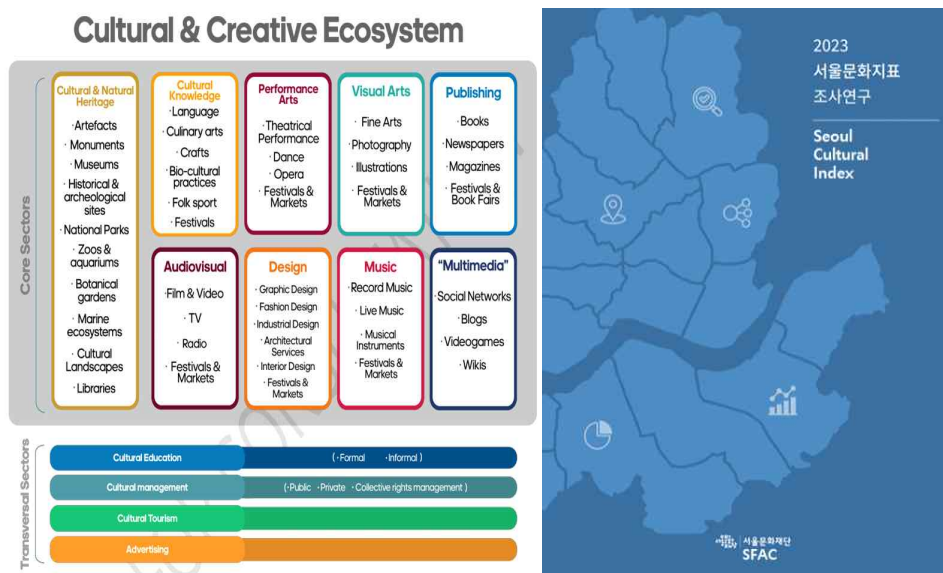 Cultural & Creative Ecosystem
Core Sectors
Cultural & Natural
Heritage
· Artefacts
· Monuments
· Museums
· Historical &
archeological
sites
· National Parks
· Zoos &
aquariums
· Botanical
gardens
· Marine
ecosystems
· Cultural
Landscapes
· Libraries
Cultural
Knowledge
· Language
· Culinary arts
· Crafts
· Bio-cultural
practices
· Folk sport
· Festivals
Performance
Arts
· Theatrical
Performance
· Dance
· Opera
· Festivals &
Markets
Visual Arts
· Fine Arts
· Photography
· Illustrations
· Festivals &
Markets
Publishing
· Books
· Newspapers
· Magazines
· Festivals &
Book Fairs
Audiovisual
· Film & Video
· TV
· Radio
· Festivals &
Markets
Design
· Graphic Design
· Fashion Design
· Industrial Design
· Architectural
Services
· Interior Design
· Festivals &
Markets
Music
· Record Music
· Live Music
· Musical
Instruments
· Festivals &
Markets
"Multimedia"
· Social Networks
· Blogs
· Videogames
· Wikis
Transversal Sectors
Cultural Education ( · Formal · Informal )
Cultural management ( · Public · Private · Collective rights management )
Cultural Tourism
Advertising
2023
서울문화지표
조사연구
Seoul
Cultural
Index
서울문화재단
SFAC